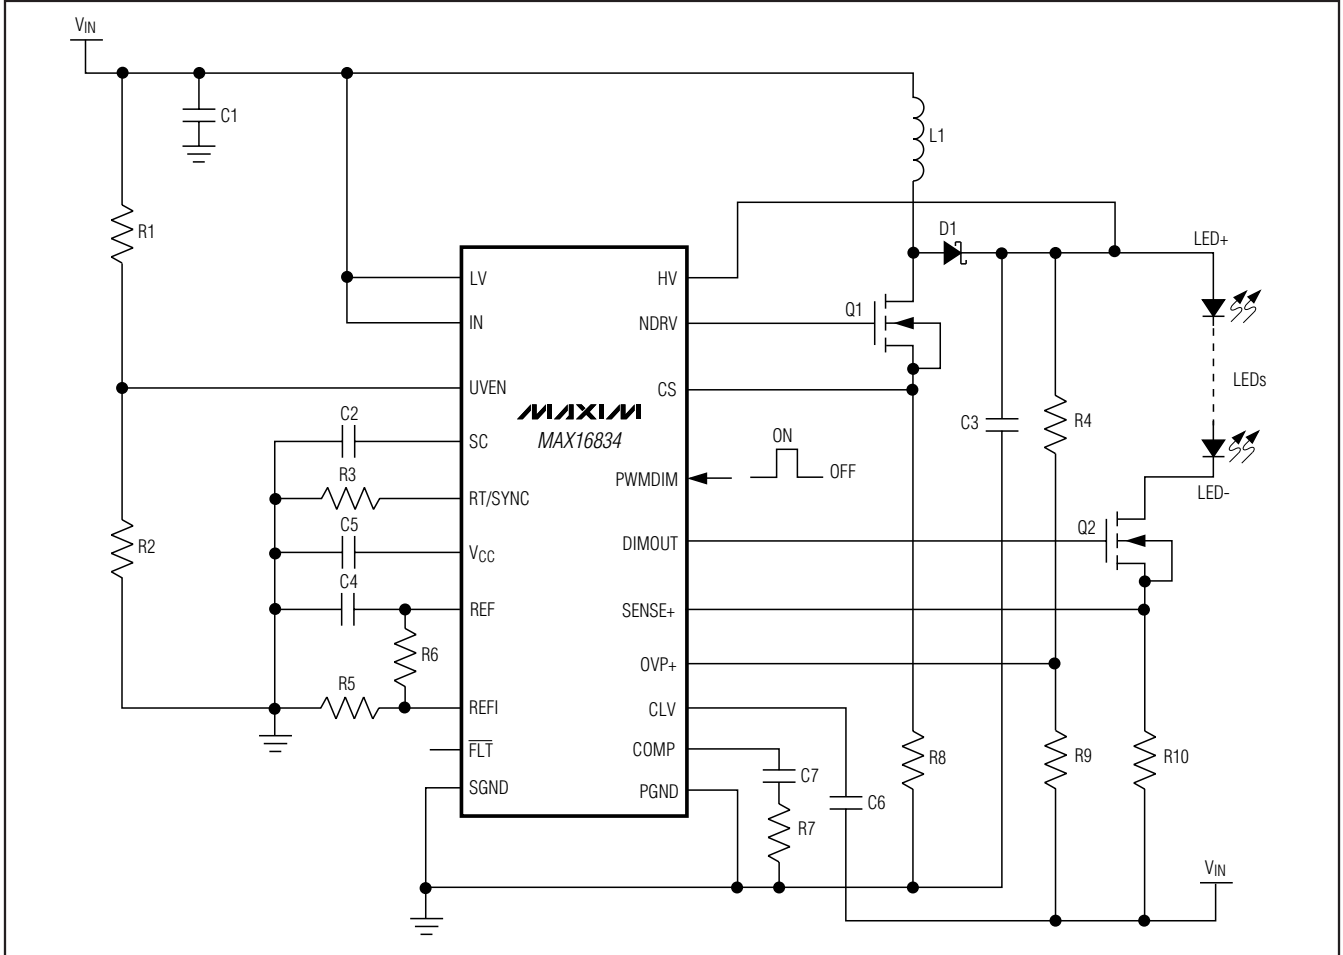 VIN
C1
L1
R1
D1
LED+
LV
HV
Q1
IN
NDRV
UVEN
CS
LEDs
MAXIM
MAX16834
C2
SC
C3
R4
ON
OFF
R3
RT/SYNC
PWMDIM
LED-
C5
VCC
DIMOUT
Q2
R2
C4
REF
SENSE+
R6
OVP+
R5
REFI
CLV
FLT
COMP
C7
R8
R9
R10
SGND
PGND
C6
R7
VIN